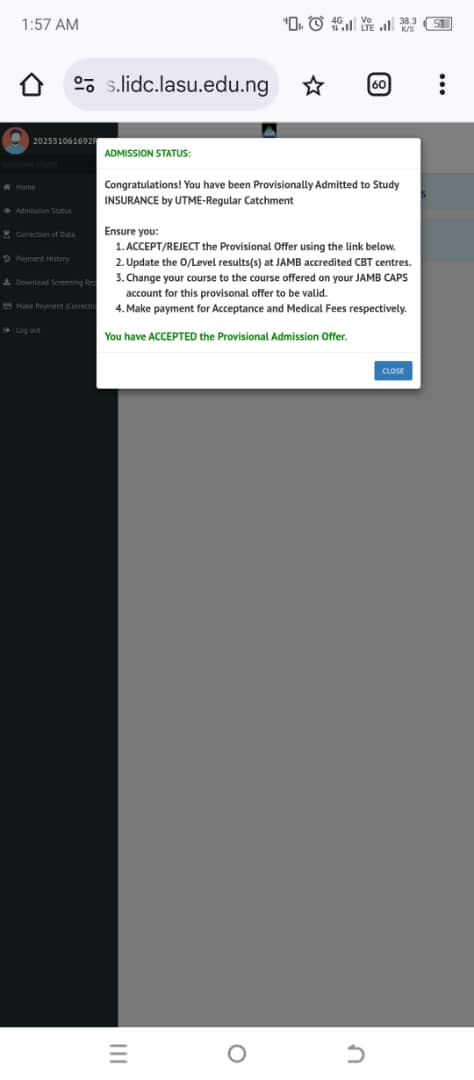 1:57 AM
4G
Vo LTE
38.3 K/S
51
s.lidc.lasu.edu.ng
60
202551061692
Home
Admission Status
Correction of Data
Payment History
Download Screening Reg
Make Payment (Correctio
Log out
ADMISSION STATUS:
Congratulations! You have been Provisionally Admitted to Study
INSURANCE by UTME-Regular Catchment
Ensure you:
1. ACCEPT/REJECT the Provisional Offer using the link below.
2. Update the O/Level results(s) at JAMB accredited CBT centres.
3. Change your course to the course offered on your JAMB CAPS
account for this provisonal offer to be valid.
4. Make payment for Acceptance and Medical Fees respectively.
You have ACCEPTED the Provisional Admission Offer.
CLOSE